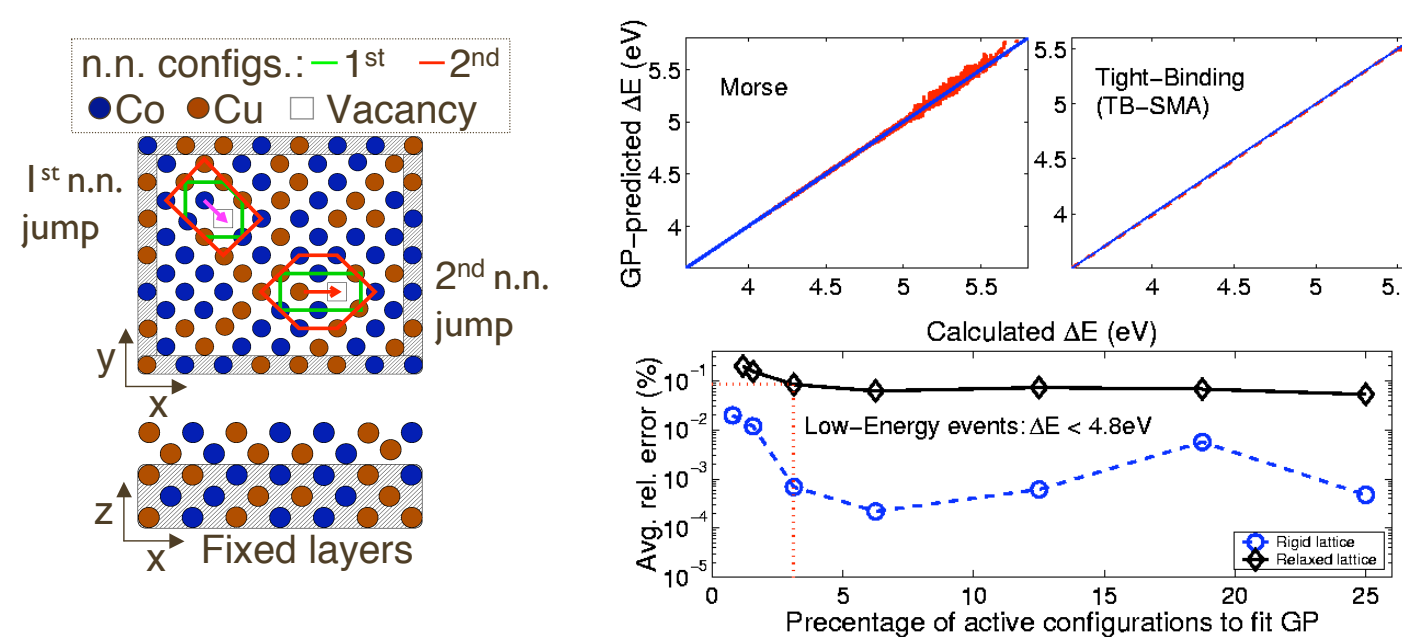 n.n. configs.: 1st 2nd
Co Cu Vacancy
1st n.n.
jump
2nd n.n.
jump
y
x
z
x
Fixed layers
GP-predicted ΔE (eV)
5.5
5
4.5
4
Morse
4 4.5 5 5.5
5.5
5
4.5
4
Tight-Binding
(TB-SMA)
4 4.5 5 5.
Calculated ΔE (eV)
Avg. rel. error (%)
10-1
10-2
10-3
10-4
10-5
Low-Energy events: ΔE < 4.8eV
Rigid lattice
Relaxed lattice
0 5 10 15 20 25
Precentage of active configurations to fit GP